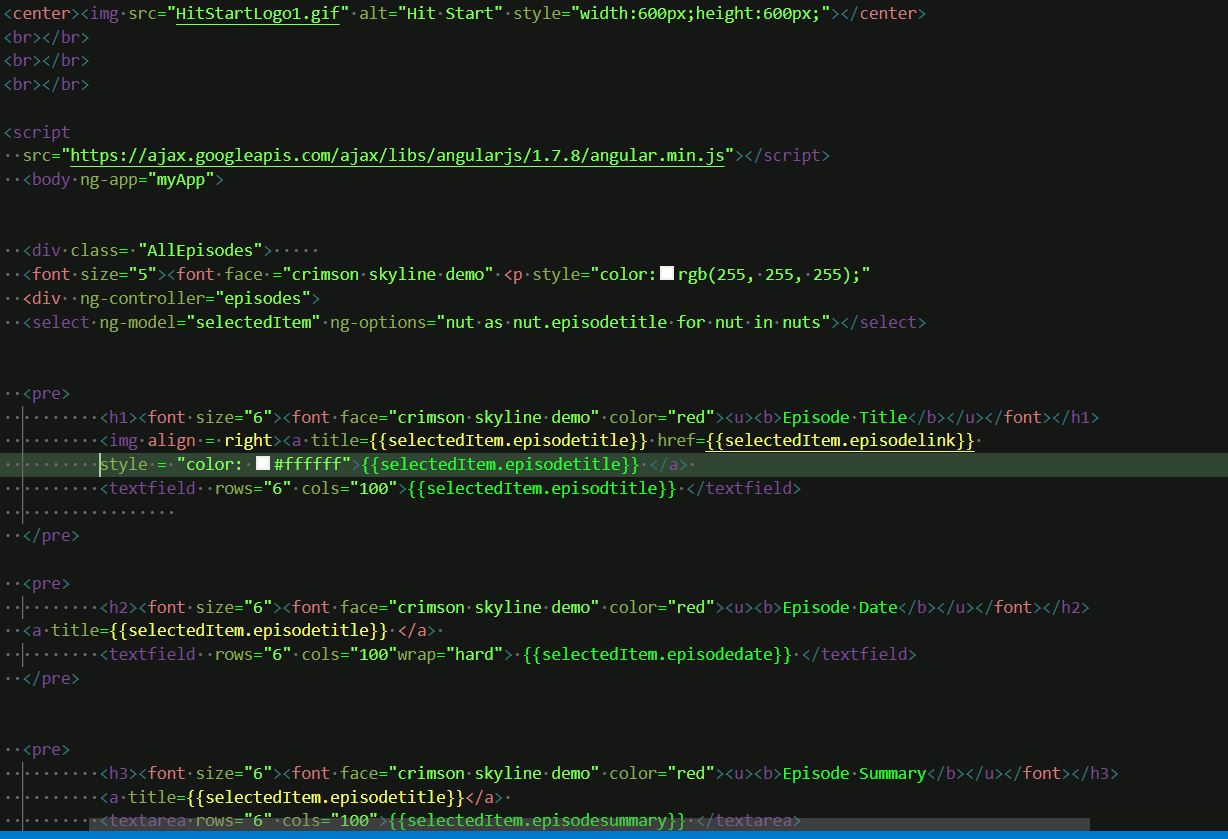 <center><img src="HitStartLogo1.gif" alt="Hit Start" style="width:600px;height:600px;"></center>
<br></br>
<br></br>
<br></br>
<script
src="https://ajax.googleapis.com/ajax/libs/angularjs/1.7.8/angular.min.js"></script>
<body ng-app="myApp">
<div class= "AllEpisodes">
<font size="5"><font face ="crimson skyline demo" <p style="color: rgb(255, 255, 255);"
<div  ng-controller="episodes">
<select ng-model="selectedItem" ng-options="nut as nut.episodetitle for nut in nuts"></select>
<pre>
<h1><font size="6"><font face="crimson skyline demo" color="red"><u><b>Episode Title</b></u></font></h1>
<img align = right><a title={{selectedItem.episodetitle}} href={{selectedItem.episodelink}}
style = "color: #ffffff">{{selectedItem.episodetitle}} </a>
<textfield  rows="6" cols="100">{{selectedItem.episodtitle}} </textfield>
</pre>
<pre>
<h2><font size="6"><font face="crimson skyline demo" color="red"><u><b>Episode Date</b></u></font></h2>
<a title={{selectedItem.episodetitle}} </a>
<textfield  rows="6" cols="100"wrap="hard"> {{selectedItem.episodedate}} </textfield>
</pre>
<pre>
<h3><font size="6"><font face="crimson skyline demo" color="red"><u><b>Episode Summary</b></u></font></h3>
<a title={{selectedItem.episodetitle}}</a>
<textarea rows="6" cols="100">{{selectedItem.episodesummary}} </textarea>